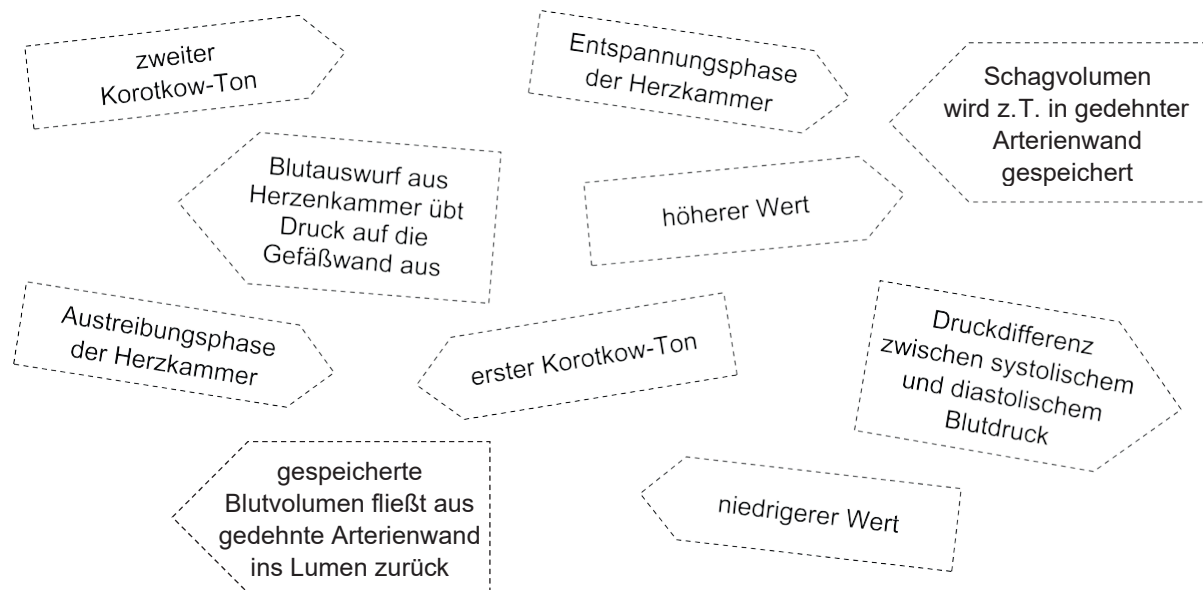 zweiter
Korotkow-Ton
Entspannungsphase
der Herzkammer
Schagvolumen
wird z.T. in gedehnter
Arterienwand
gespeichert
Blutauswurf aus
Herzenkammer übt
Druck auf die
Gefäßwand aus
höherer Wert
Austreibungsphase
der Herzkammer
erster Korotkow-Ton
Druckdifferenz
zwischen systolischem
und diastolischem
Blutdruck
gespeicherte
Blutvolumen fließt aus
gedehnte Arterienwand
ins Lumen zurück
niedrigerer Wert